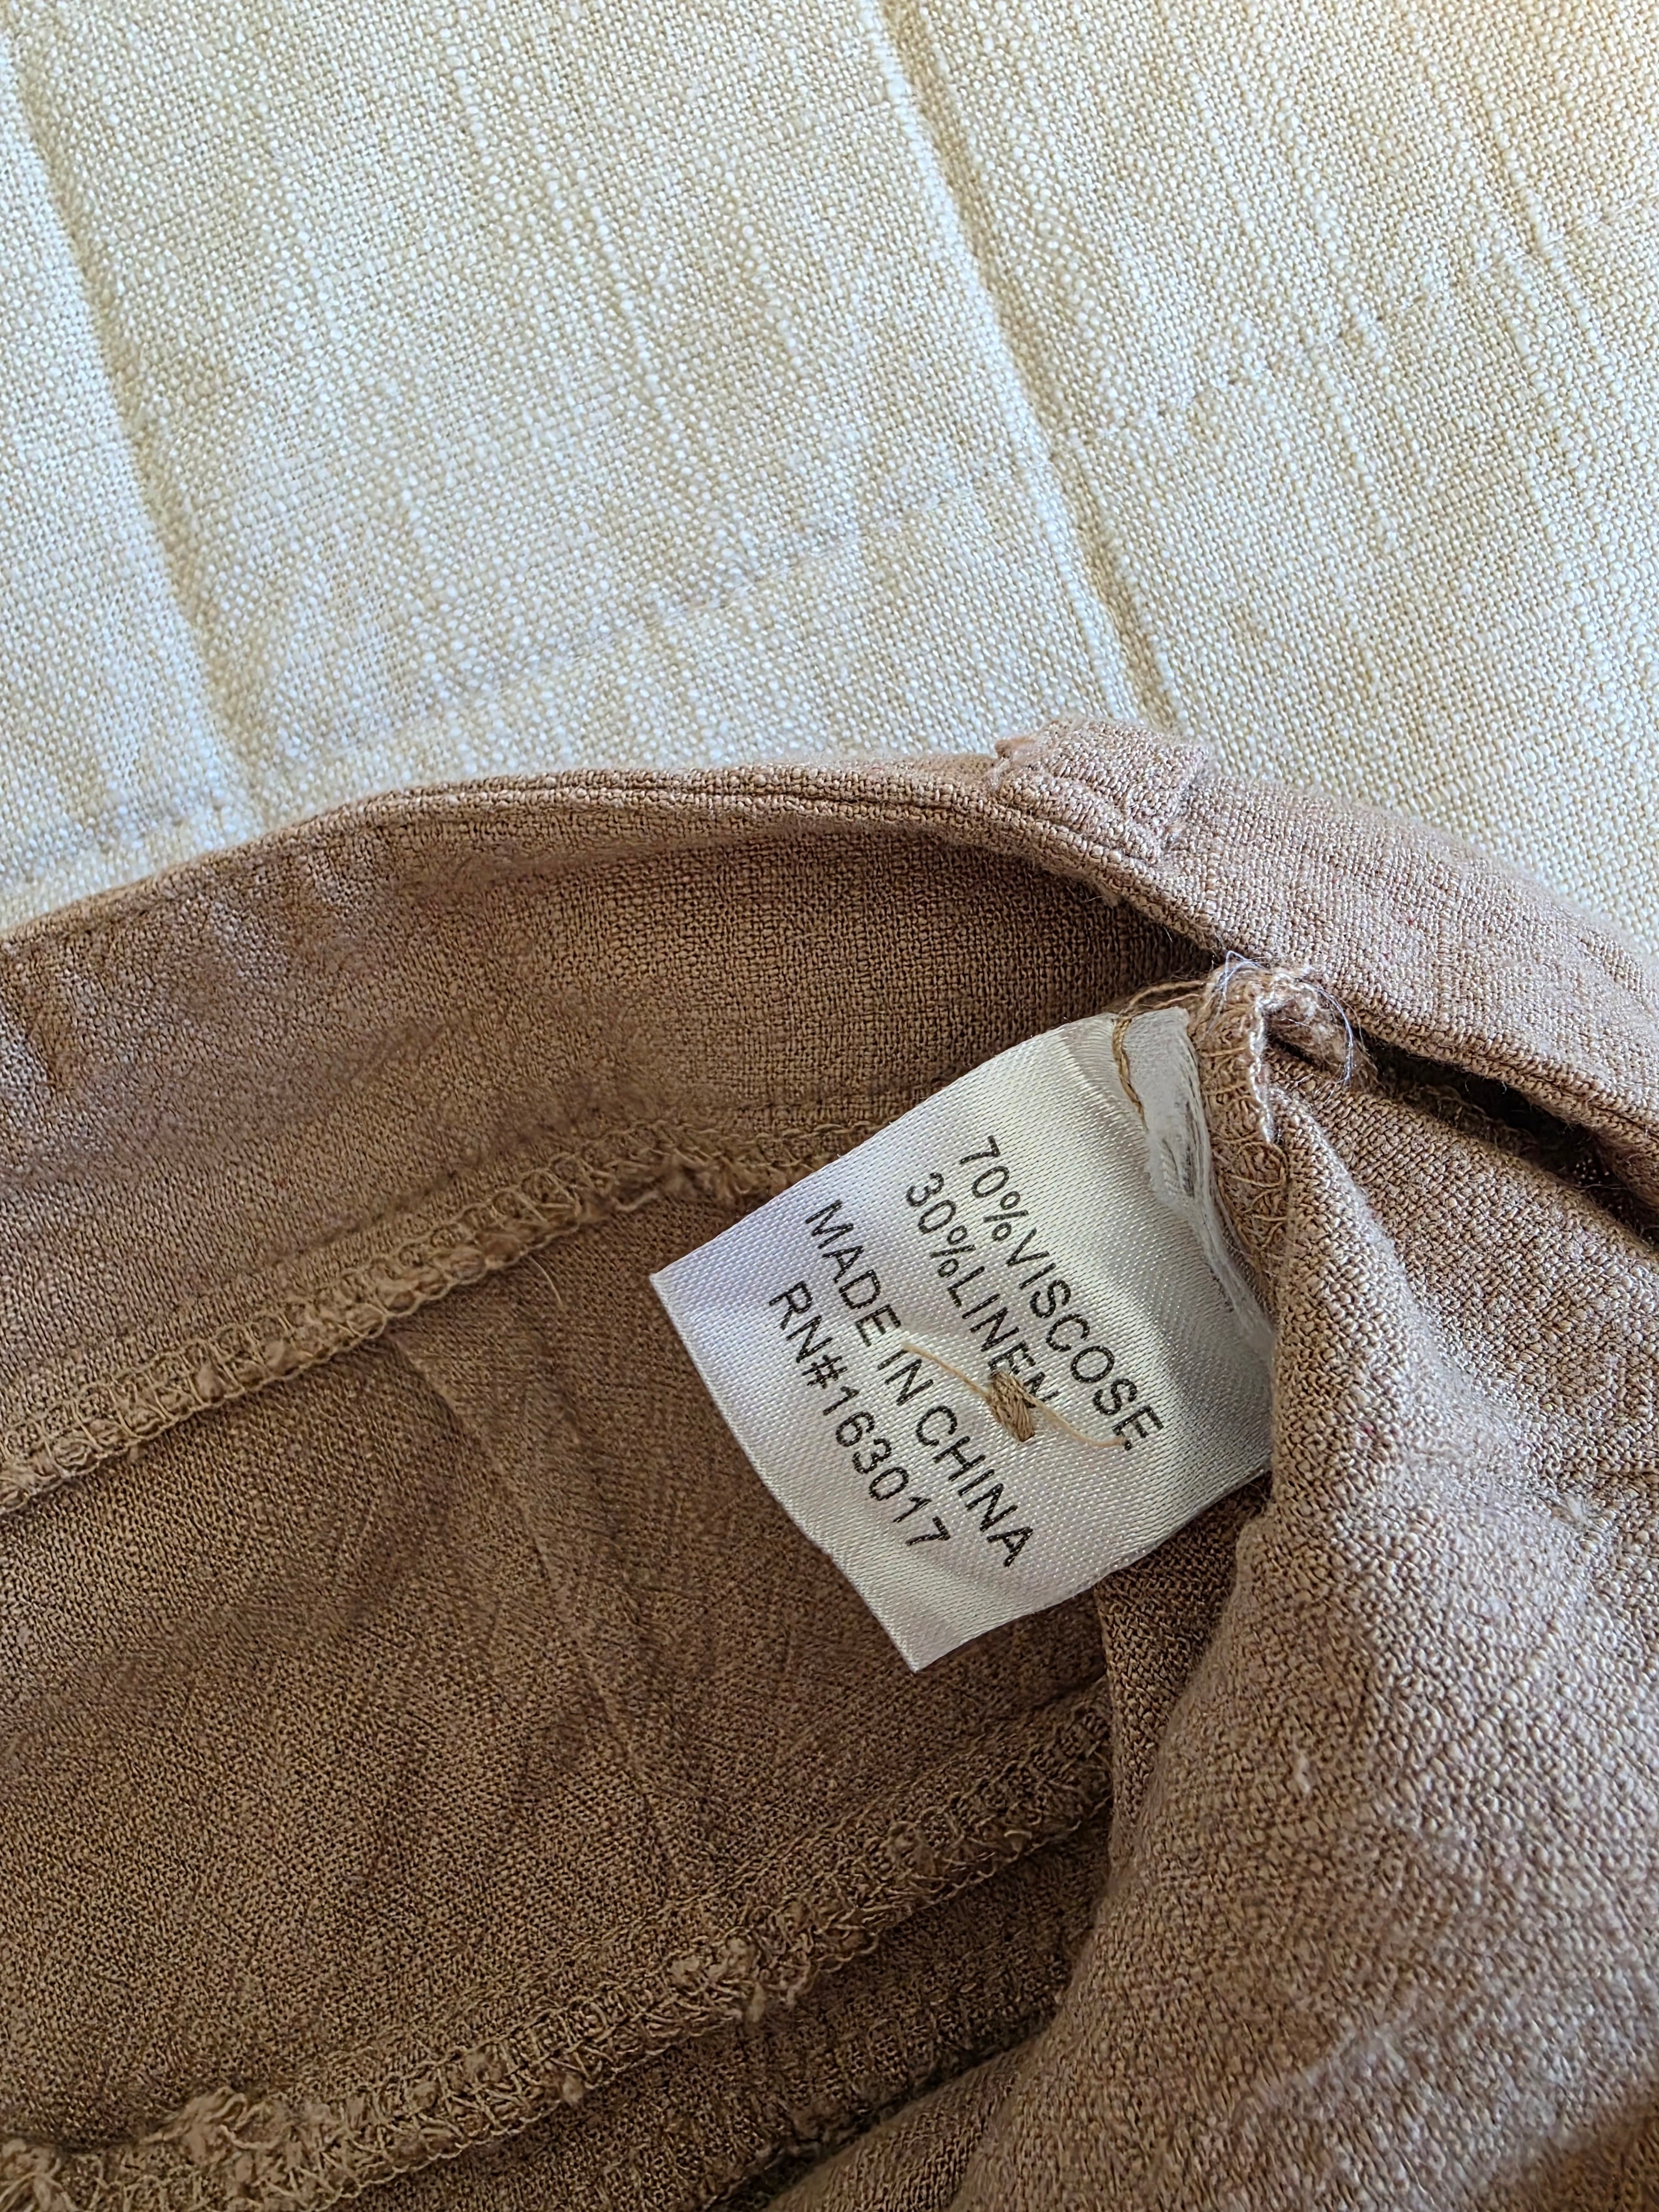 70%VISCOSE
30%LINEN
MADE IN CHINA
RN#163017